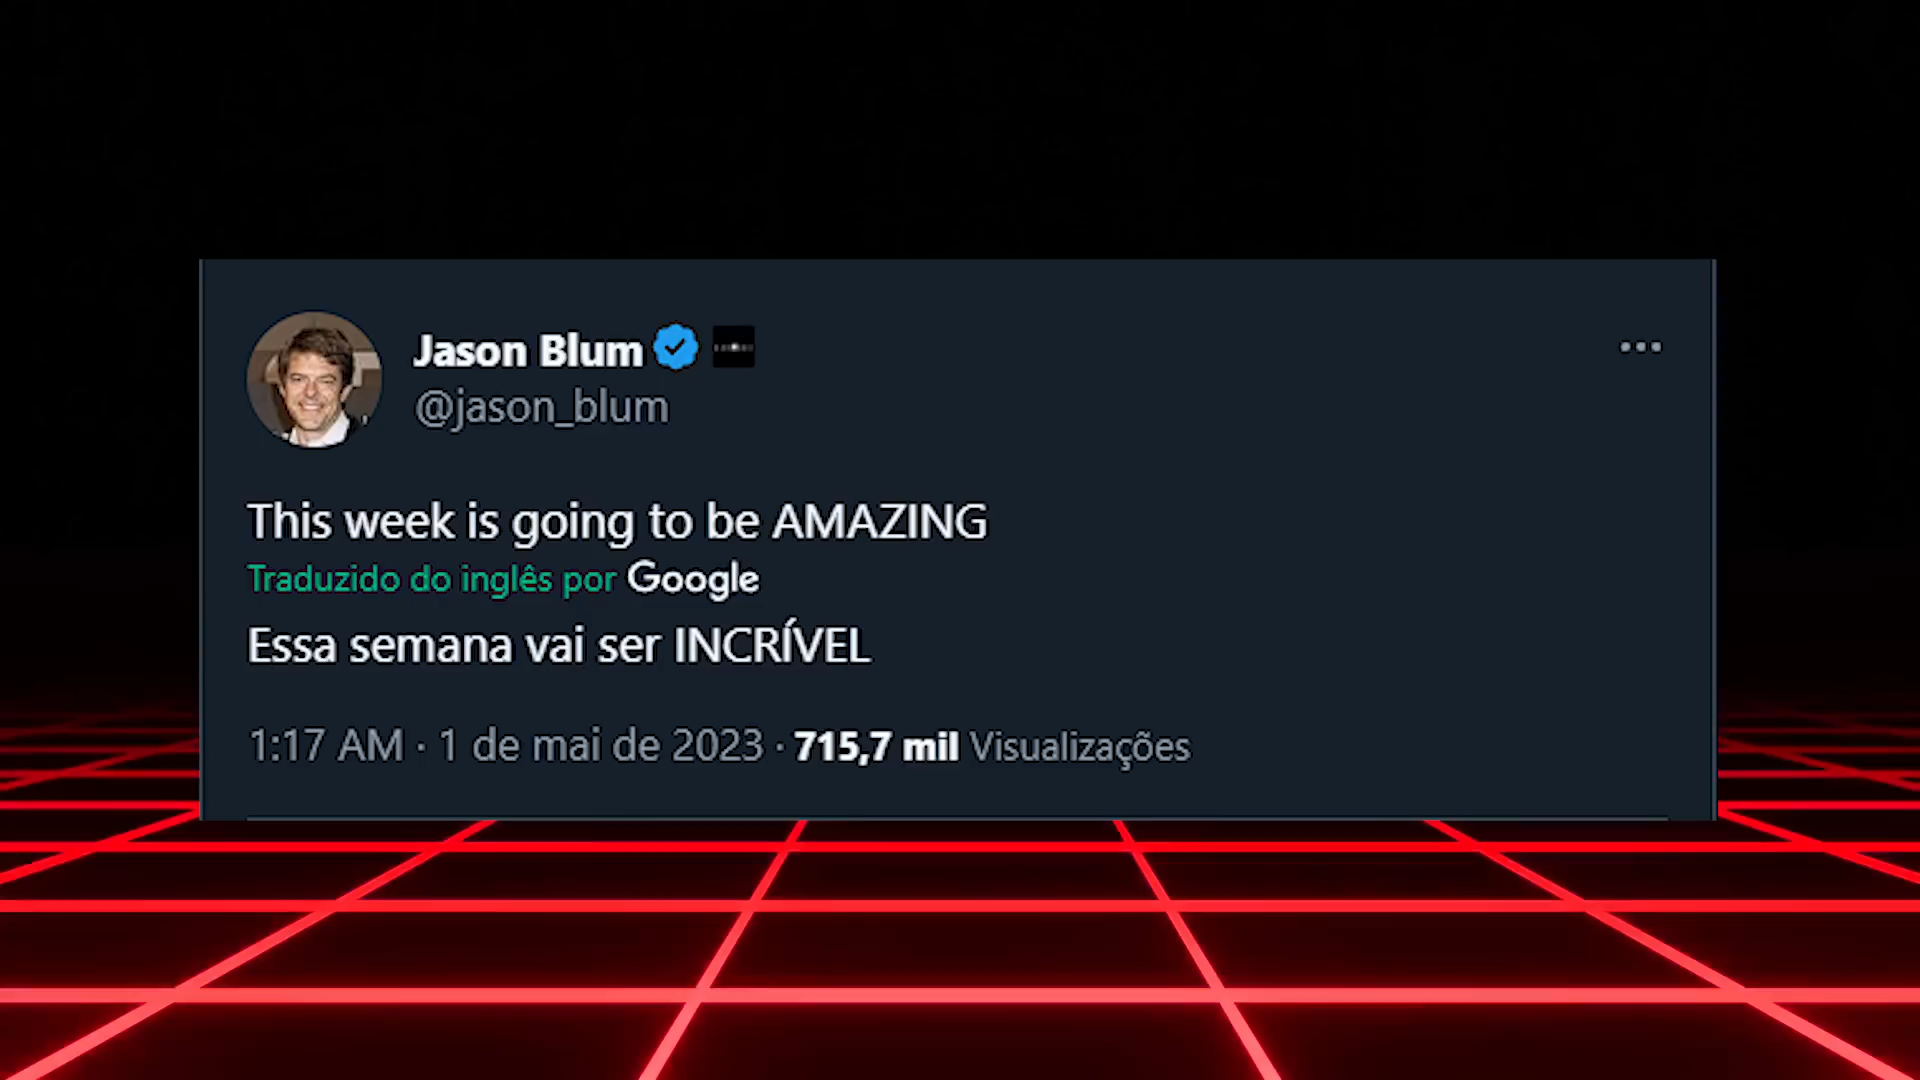 Jason Blum
@jason_blum
This week is going to be AMAZING
Traduzido do inglês por Google
Essa semana vai ser INCRÍVEL
1:17 AM · 1 de mai de 2023 · 715,7 mil Visualizações